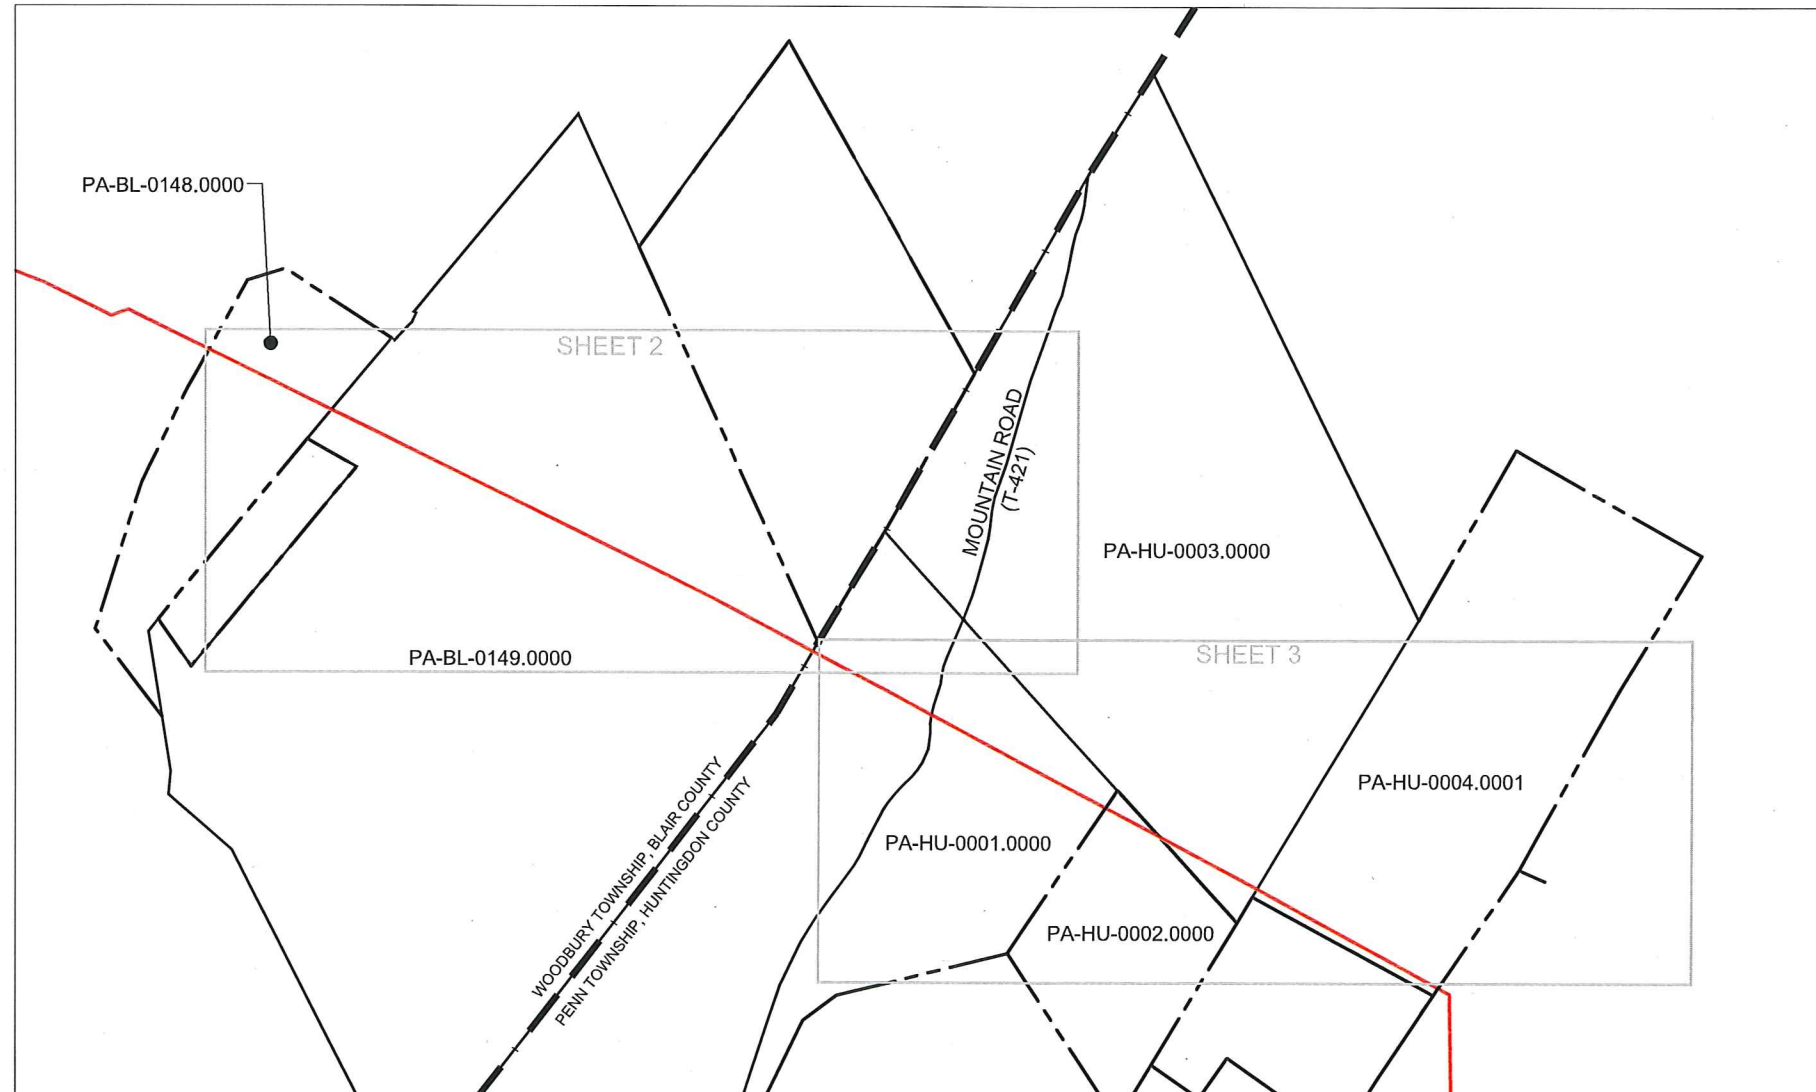 PA-BL-0148.0000
SHEET 2
MOUNTAIN ROAD
(T-421)
PA-HU-0003.0000
PA-BL-0149.0000
SHEET 3
WOODBURY TOWNSHIP, BLAIR COUNTY
PENN TOWNSHIP, HUNTINGDON COUNTY
PA-HU-0004.0001
PA-HU-0001.0000
PA-HU-0002.0000